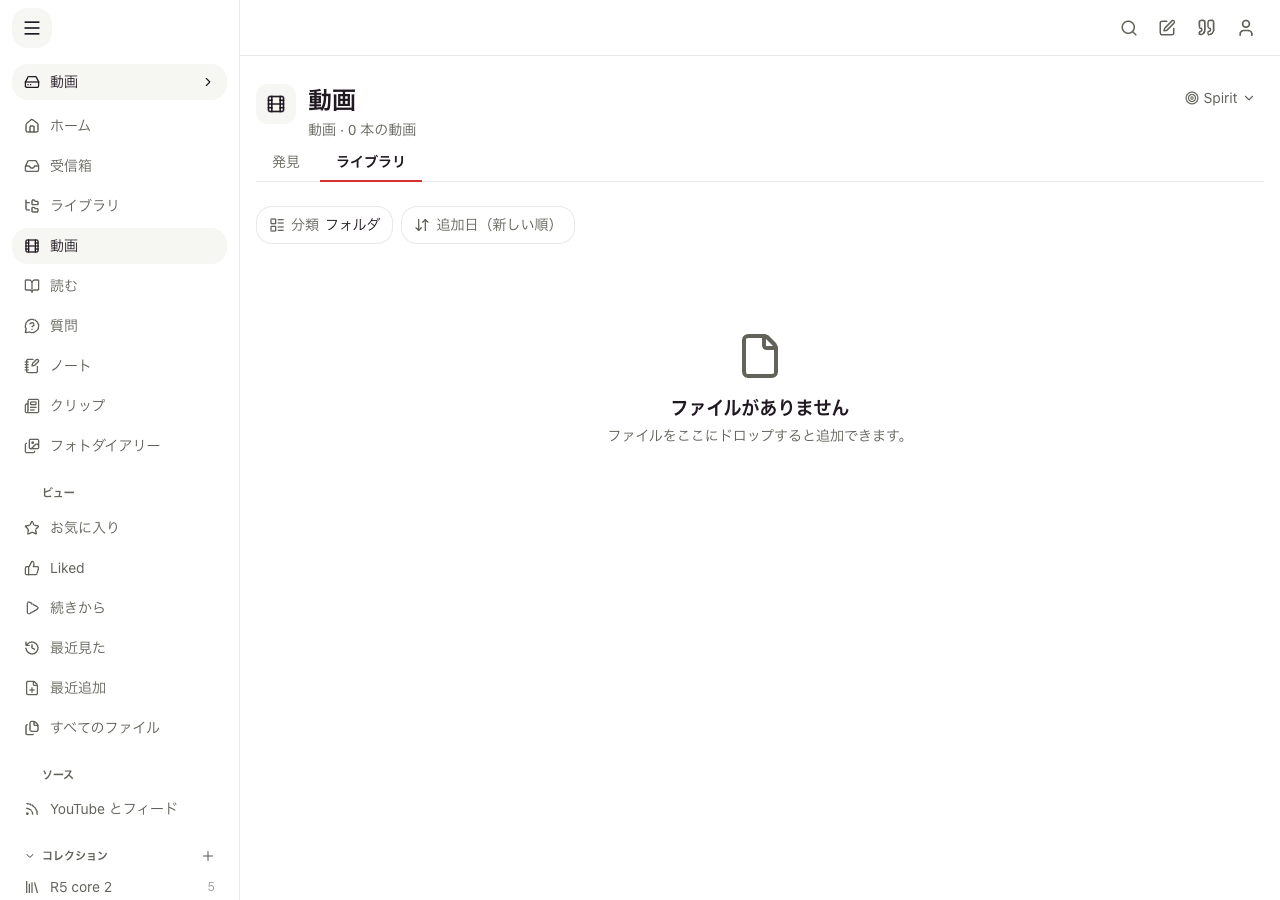 動画
ホーム
受信箱
ライブラリ
動画
読む
質問
ノート
クリップ
フォトダイアリー
ビュー
お気に入り
Liked
続きから
最近見た
最近追加
すべてのファイル
ソース
YouTube とフィード
コレクション
R5 core 2 5
動画
動画 · 0 本の動画
Spirit
発見 ライブラリ
分類 フォルダ 追加日（新しい順）
ファイルがありません
ファイルをここにドロップすると追加できます。